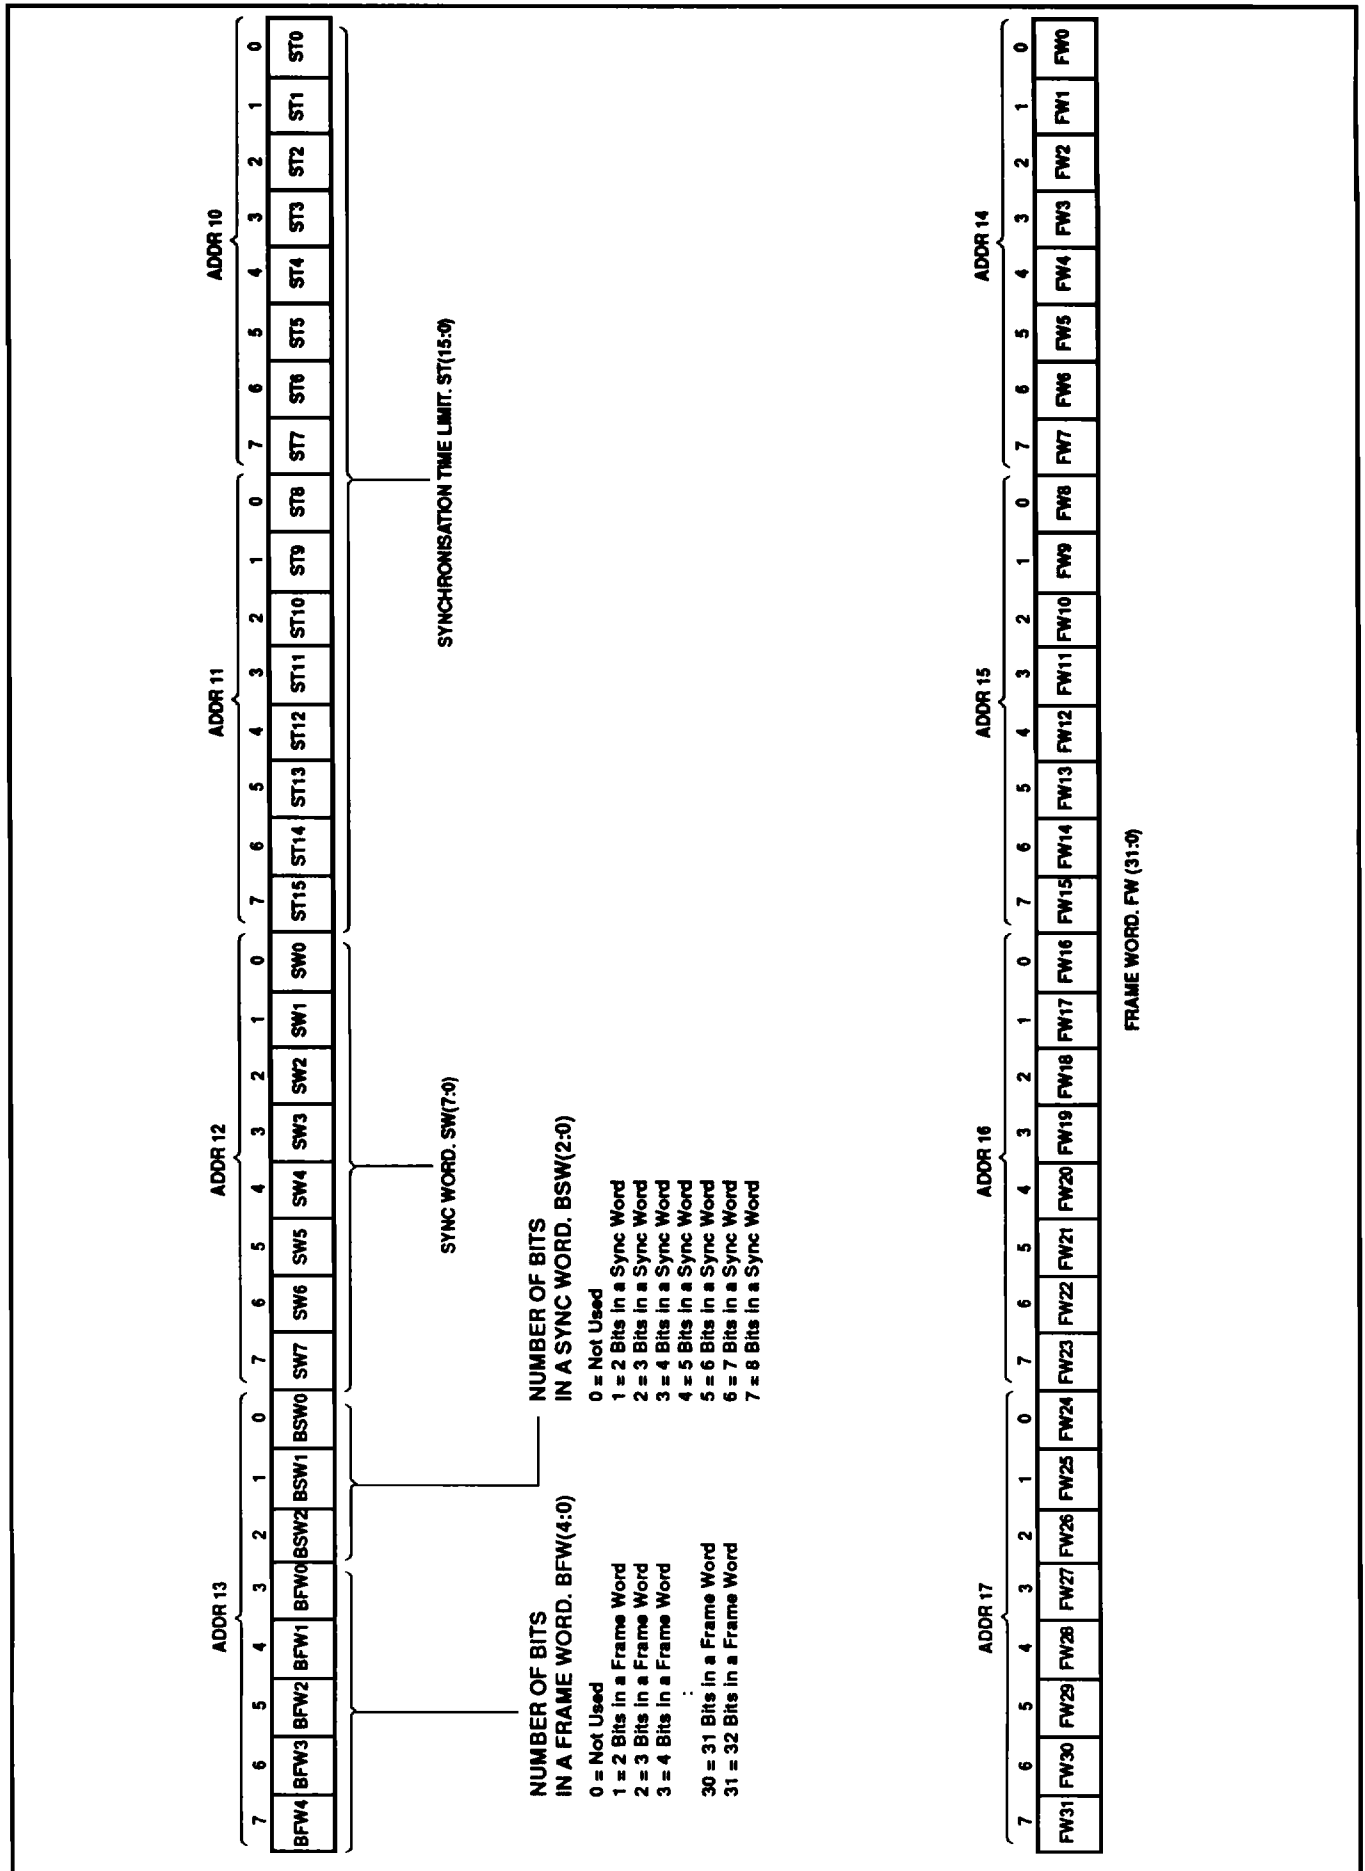 ADDR 13 ADDR 12 ADDR 11 ADDR 10
7 6 5 4 3 2 1 0 7 6 5 4 3 2 1 0 7 6 5 4 3 2 1 0 7 6 5 4 3 2 1 0
BFW4 BFW3 BFW2 BFW1 BFW0 BSW2 BSW1 BSW0 SW7 SW6 SW5 SW4 SW3 SW2 SW1 SW0 ST15 ST14 ST13 ST12 ST11 ST10 ST9 ST8 ST7 ST6 ST5 ST4 ST3 ST2 ST1 ST0
SYNC WORD. SW(7:0)
SYNCHRONISATION TIME LIMIT. ST(15:0)
NUMBER OF BITS
IN A FRAME WORD. BFW(4:0)
0 = Not Used
1 = 2 Bits in a Frame Word
2 = 3 Bits in a Frame Word
3 = 4 Bits in a Frame Word
:
30 = 31 Bits in a Frame Word
31 = 32 Bits in a Frame Word
NUMBER OF BITS
IN A SYNC WORD. BSW(2:0)
0 = Not Used
1 = 2 Bits in a Sync Word
2 = 3 Bits in a Sync Word
3 = 4 Bits in a Sync Word
4 = 5 Bits in a Sync Word
5 = 6 Bits in a Sync Word
6 = 7 Bits in a Sync Word
7 = 8 Bits in a Sync Word
ADDR 17 ADDR 16 ADDR 15 ADDR 14
7 6 5 4 3 2 1 0 7 6 5 4 3 2 1 0 7 6 5 4 3 2 1 0 7 6 5 4 3 2 1 0
FW31 FW30 FW29 FW28 FW27 FW26 FW25 FW24 FW23 FW22 FW21 FW20 FW19 FW18 FW17 FW16 FW15 FW14 FW13 FW12 FW11 FW10 FW9 FW8 FW7 FW6 FW5 FW4 FW3 FW2 FW1 FW0
FRAME WORD. FW (31:0)